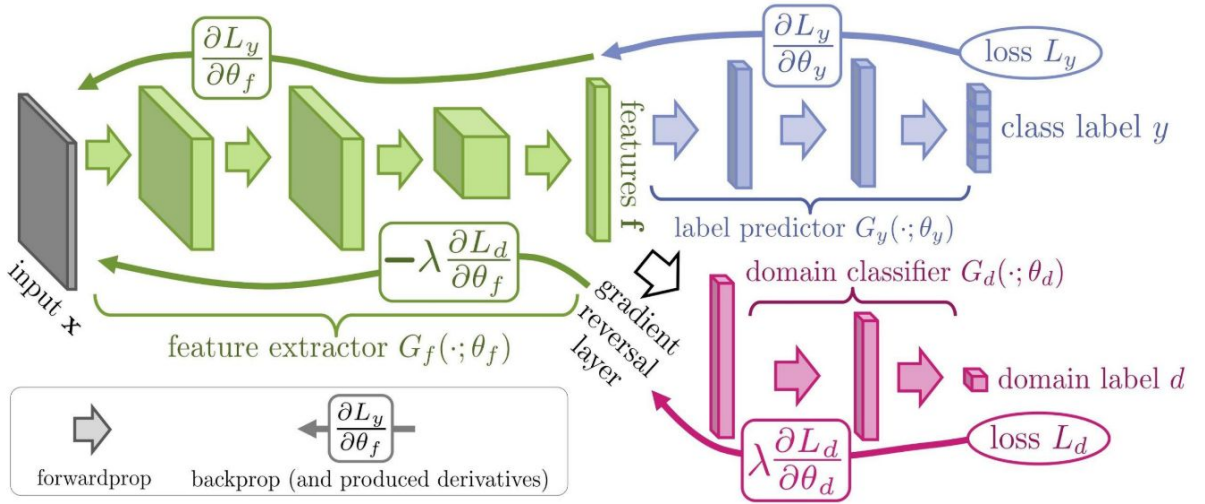 ∂L_y
∂θ_f
∂L_y
∂θ_y
loss L_y
features f
class label y
label predictor G_y(·; θ_y)
−λ ∂L_d
∂θ_f
input x
feature extractor G_f(·; θ_f)
gradient
reversal
layer
domain classifier G_d(·; θ_d)
domain label d
λ ∂L_d
∂θ_d
loss L_d
forwardprop
∂L_y
∂θ_f
backprop (and produced derivatives)